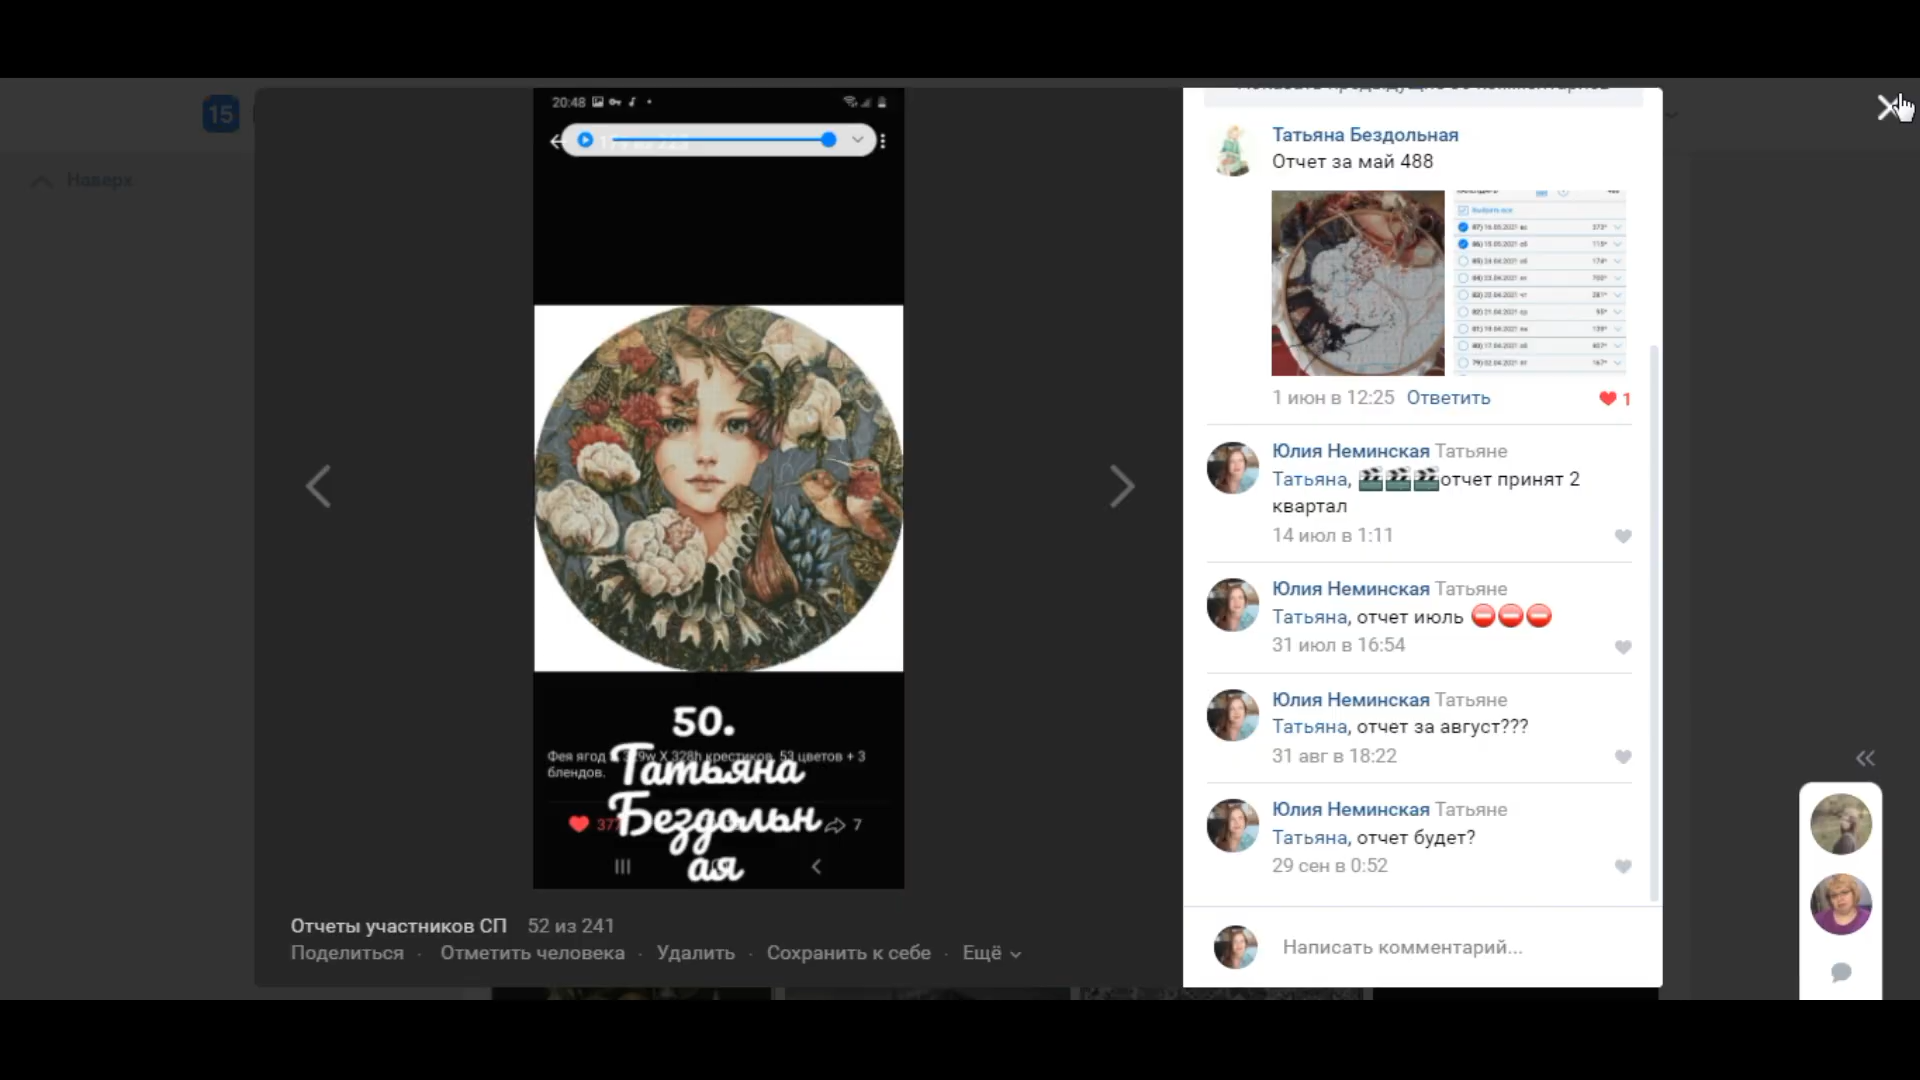 15
Наверх
20:48
50.
Фея ягод
328h крестиков, 53 цветов + 3
блендов.
Татьяна
Бездольн
ая
37
7
Отчеты участников СП 52 из 241
Поделиться · Отметить человека · Удалить · Сохранить к себе · Ещё
Татьяна Бездольная
Отчет за май 488
Выбрать все
1 июн в 12:25 Ответить
1
Юлия Неминская Татьяне
Татьяна, отчет принят 2
квартал
14 июл в 1:11
Юлия Неминская Татьяне
Татьяна, отчет июль
31 июл в 16:54
Юлия Неминская Татьяне
Татьяна, отчет за август???
31 авг в 18:22
Юлия Неминская Татьяне
Татьяна, отчет будет?
29 сен в 0:52
Написать комментарий...